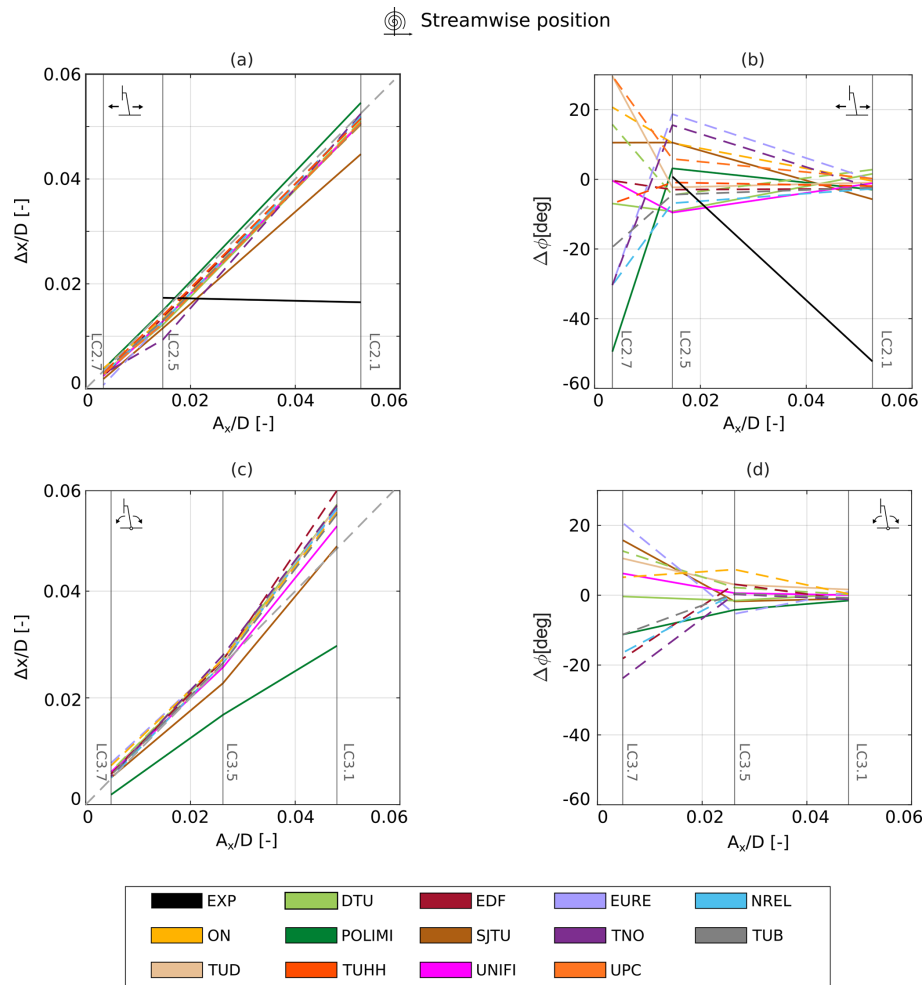 Streamwise position
(a)
(b)
0.06
0.04
0.02
0
Δx/D [-]
LC2.7
LC2.5
LC2.1
0
0.02
0.04
0.06
Aₓ/D [-]
20
0
-20
-40
-60
Δϕ[deg]
LC2.7
LC2.5
LC2.1
0
0.02
0.04
0.06
Aₓ/D [-]
(c)
(d)
0.06
0.04
0.02
0
Δx/D [-]
LC3.7
LC3.5
LC3.1
0
0.02
0.04
0.06
Aₓ/D [-]
20
0
-20
-40
-60
Δϕ[deg]
LC3.7
LC3.5
LC3.1
0
0.02
0.04
0.06
Aₓ/D [-]
EXP DTU EDF EURE NREL
ON POLIMI SJTU TNO TUB
TUD TUHH UNIFI UPC